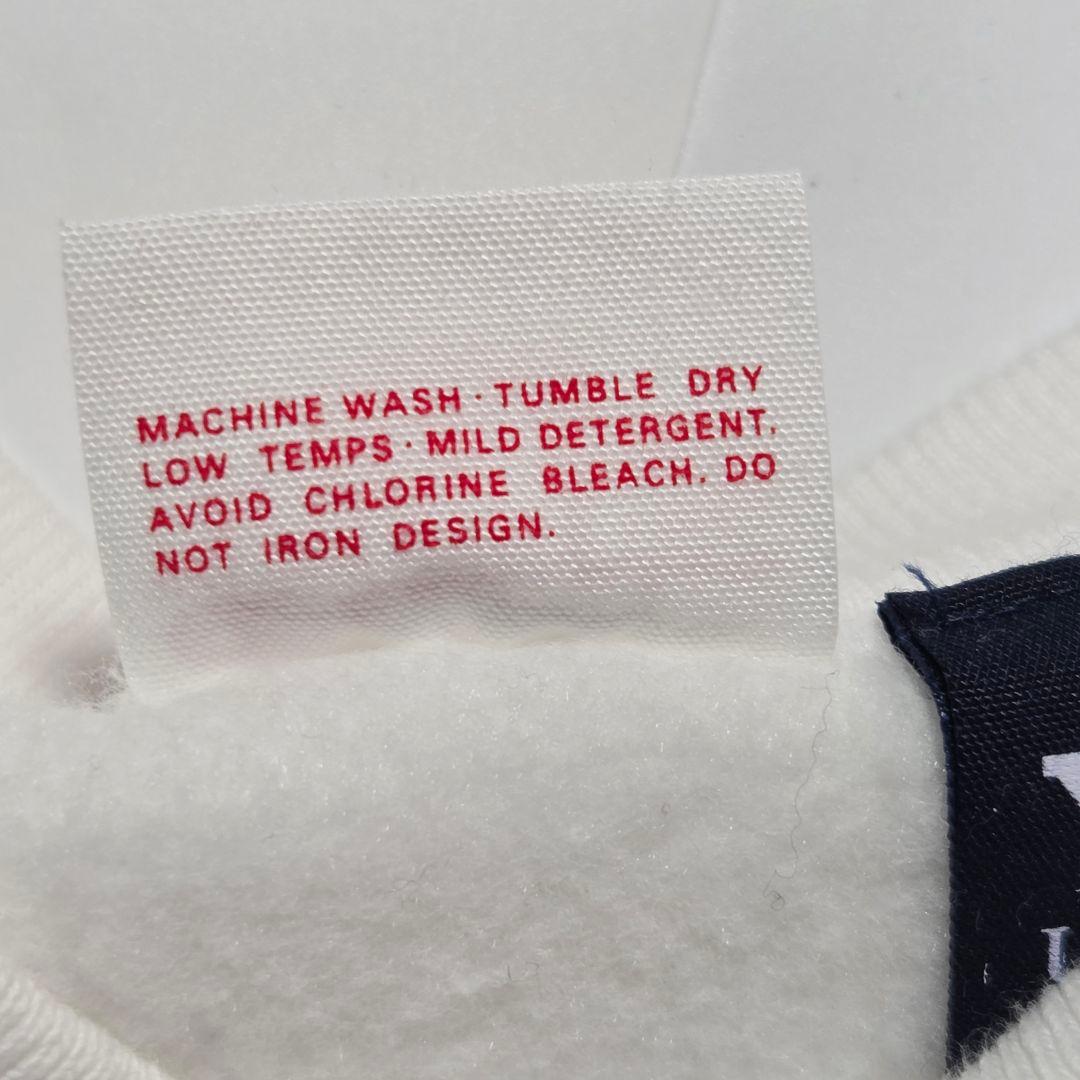 MACHINE WASH · TUMBLE DRY
LOW TEMPS · MILD DETERGENT.
AVOID CHLORINE BLEACH. DO
NOT IRON DESIGN.